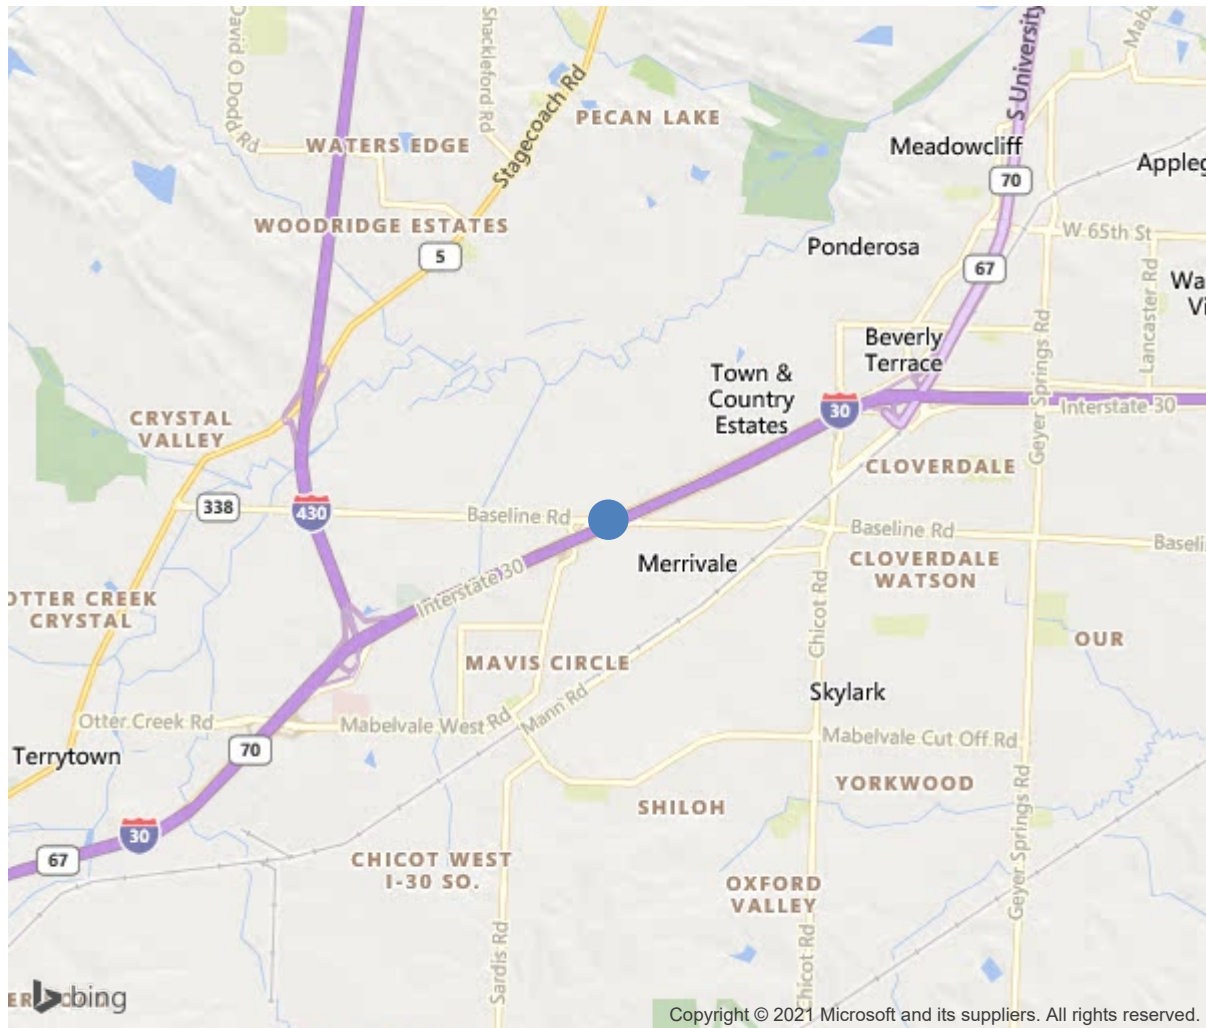 David O Dodd Rd
Shackleford Rd
Stagecoach Rd
S University
PECAN LAKE
WATERS EDGE
Meadowcliff
70
WOODRIDGE ESTATES
5
W 65th St
Ponderosa
67
Lancaster Rd
Geyer Springs Rd
Beverly
Terrace
Town &
Country
Estates
30
Interstate 30
CRYSTAL
VALLEY
CLOVERDALE
338
430
Baseline Rd
Baseline Rd
Merrivale
CLOVERDALE
WATSON
Interstate 30
OTTER CREEK
CRYSTAL
Chicot Rd
OUR
MAVIS CIRCLE
Skylark
Otter Creek Rd
Mabelvale West Rd
Mann Rd
Mabelvale Cut Off Rd
70
Terrytown
YORKWOOD
SHILOH
Geyer Springs Rd
30
67
CHICOT WEST
I-30 SO.
OXFORD
VALLEY
Sardis Rd
Chicot Rd
bing
Copyright © 2021 Microsoft and its suppliers. All rights reserved.